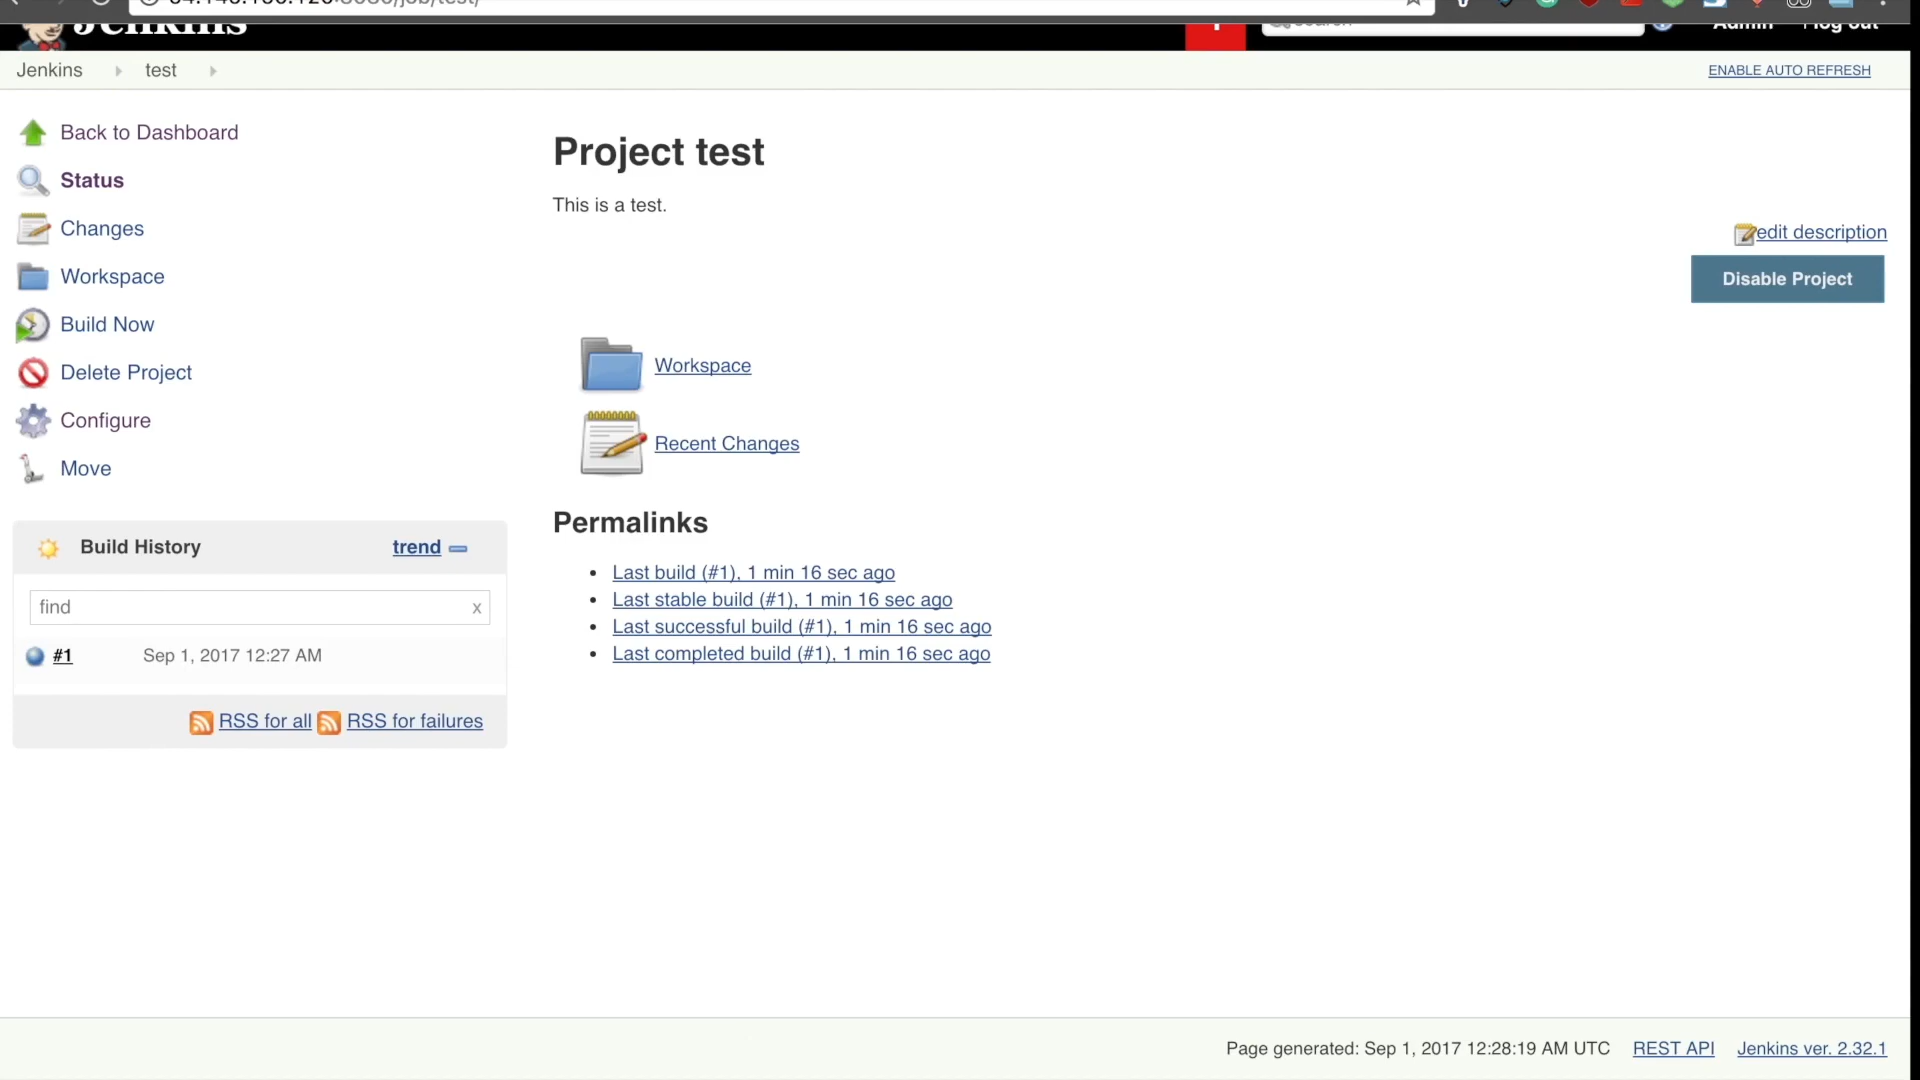 Jenkins
Jenkins test ENABLE AUTO REFRESH
Back to Dashboard
Status
Changes
Workspace
Build Now
Delete Project
Configure
Move
Build History trend
find x
#1 Sep 1, 2017 12:27 AM
RSS for all RSS for failures
Project test
This is a test.
edit description
Disable Project
Workspace
Recent Changes
Permalinks
Last build (#1), 1 min 16 sec ago
Last stable build (#1), 1 min 16 sec ago
Last successful build (#1), 1 min 16 sec ago
Last completed build (#1), 1 min 16 sec ago
Page generated: Sep 1, 2017 12:28:19 AM UTC REST API Jenkins ver. 2.32.1